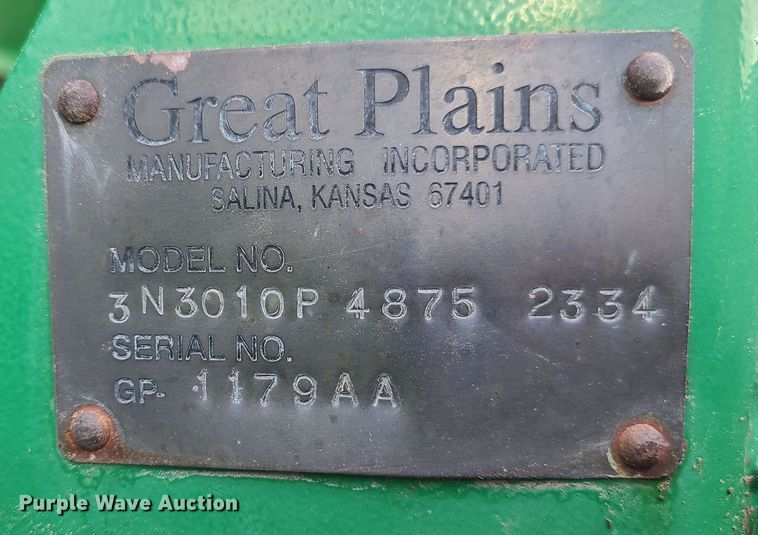 Great Plains
MANUFACTURING INCORPORATED
SALINA, KANSAS 67401
MODEL NO.
3N3010P 4875 2334
SERIAL NO.
GP- 1179AA
Purple Wave Auction